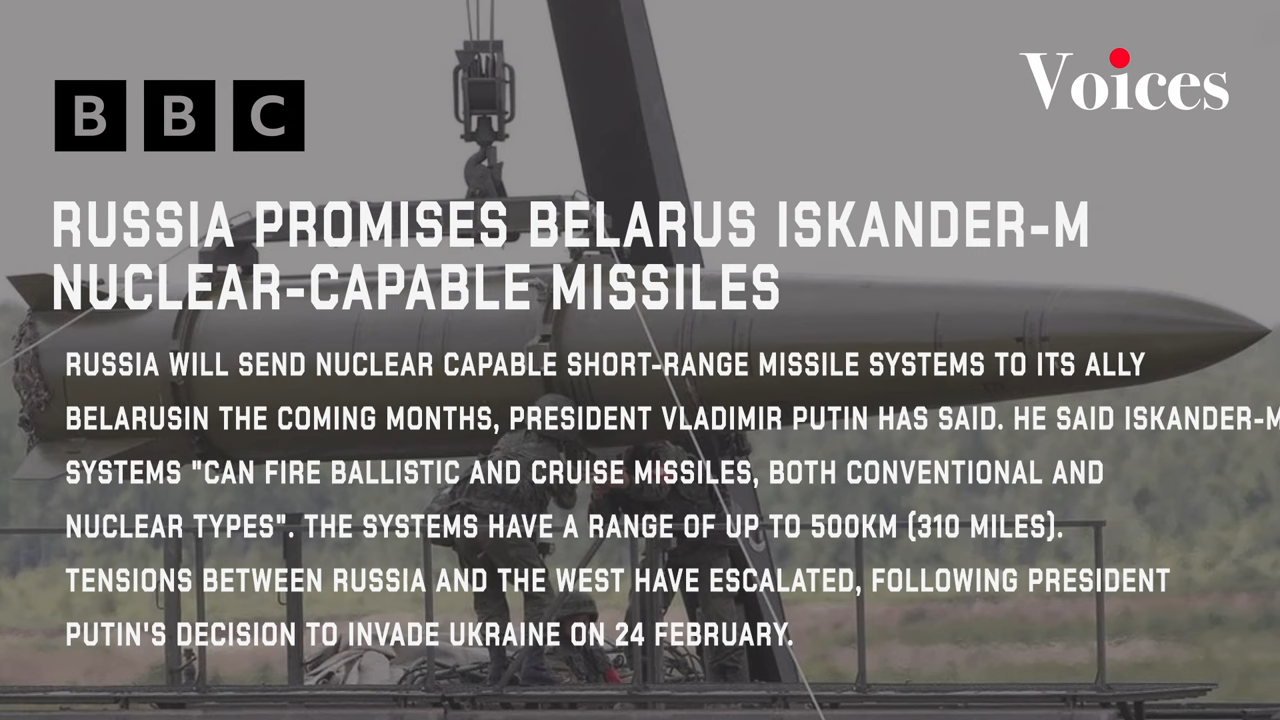 BBC
Voices
RUSSIA PROMISES BELARUS ISKANDER-M
NUCLEAR-CAPABLE MISSILES
RUSSIA WILL SEND NUCLEAR CAPABLE SHORT-RANGE MISSILE SYSTEMS TO ITS ALLY
BELARUSIN THE COMING MONTHS, PRESIDENT VLADIMIR PUTIN HAS SAID. HE SAID ISKANDER-M
SYSTEMS "CAN FIRE BALLISTIC AND CRUISE MISSILES, BOTH CONVENTIONAL AND
NUCLEAR TYPES". THE SYSTEMS HAVE A RANGE OF UP TO 500KM (310 MILES).
TENSIONS BETWEEN RUSSIA AND THE WEST HAVE ESCALATED, FOLLOWING PRESIDENT
PUTIN'S DECISION TO INVADE UKRAINE ON 24 FEBRUARY.